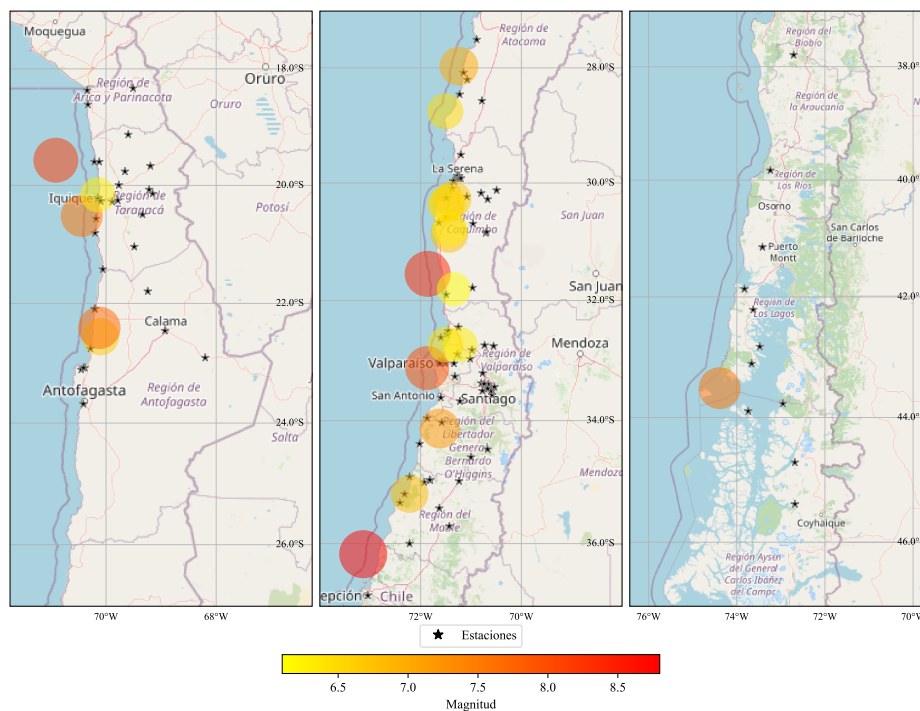 Moquegua
18.0°S
Oruro
Región de
Arica y Parinacota
Oruro
20.0°S
Iquique
Región de
Tarapacá
Potosí
22.0°S
Calama
Antofagasta
Región de
Antofagasta
24.0°S
Salta
26.0°S
70°W
68°W
Región de
Atacama
28.0°S
La Serena
30.0°S
Región de
Coquimbo
San Juan
San Juan
32.0°S
Mendoza
Valparaíso
Región de
Valparaíso
San Antonio
Santiago
34.0°S
Región del
Libertador
General
Bernardo
O'Higgins
Mendoza
Región del
Maule
36.0°S
epción
Chile
72°W
70°W
Región del
Biobío
38.0°S
Región de
la Araucanía
N
40.0°S
Región de
Los Ríos
Osorno
San Carlos
de Bariloche
Puerto
Montt
42.0°S
Región de
Los Lagos
44.0°S
Coyhaique
46.0°S
Región Aysén
del General
Carlos Ibáñez
del Campo
76°W
74°W
72°W
70°W
Estaciones
6.5
7.0
7.5
8.0
8.5
Magnitud